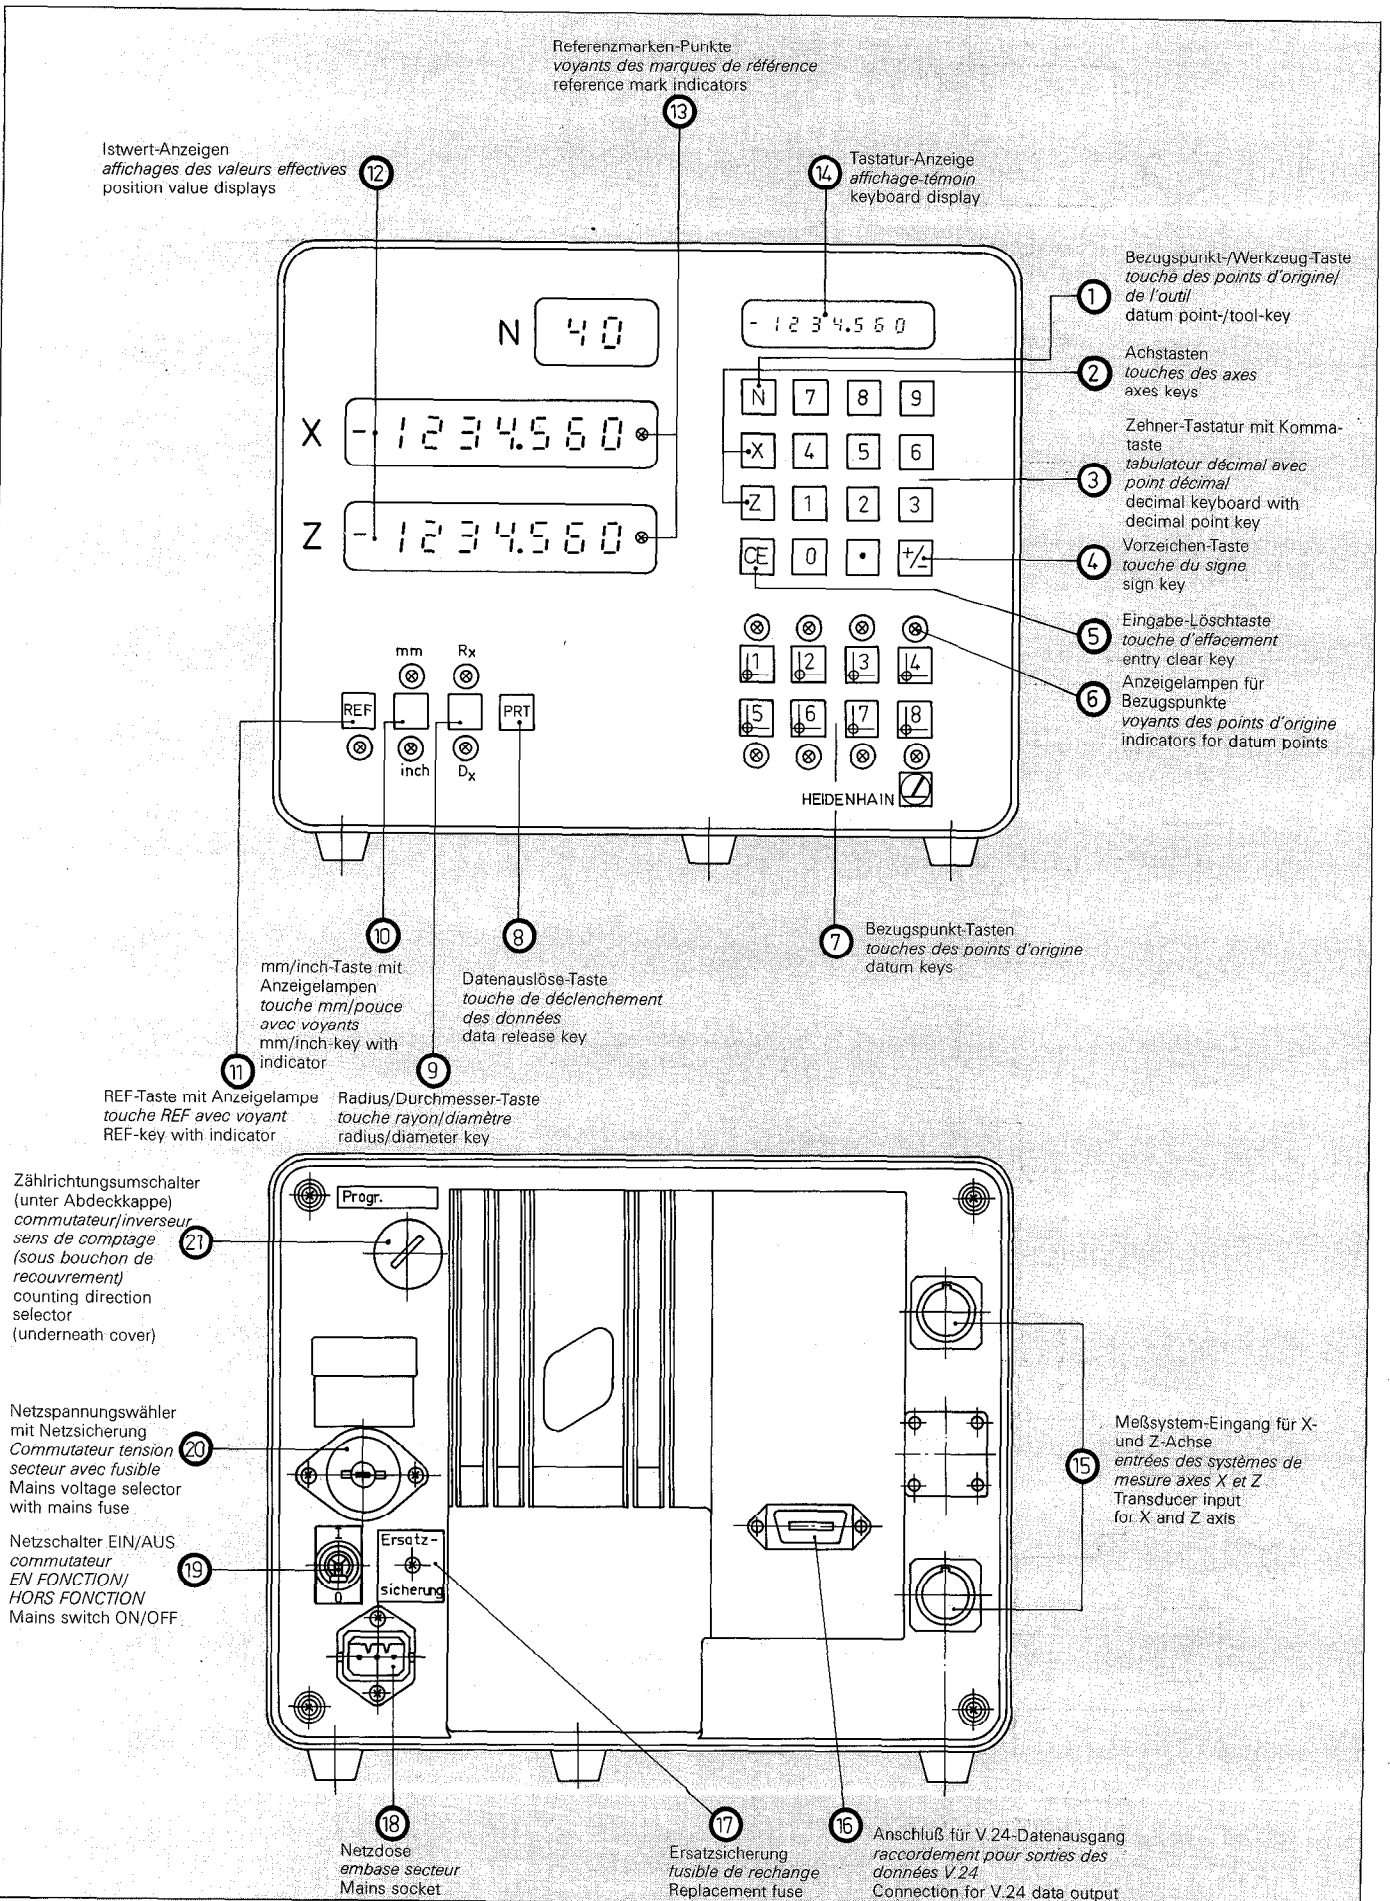 Referenzmarken-Punkte
voyants des marques de référence
reference mark indicators
13
Istwert-Anzeigen
affichages des valeurs effectives
position value displays
12
14
Tastatur-Anzeige
affichage-témoin
keyboard display
Bezugspunkt-/Werkzeug-Taste
touche des points d'origine/
de l'outil
datum point-/tool-key
1
N 40
- 1234.560
Achstasten
touches des axes
axes keys
2
X - 1234.560
Z - 1234.560
N 7 8 9
X 4 5 6
Z 1 2 3
CE 0 . +/-
Zehner-Tastatur mit Komma-
taste
tabulateur décimal avec
point décimal
decimal keyboard with
decimal point key
3
Vorzeichen-Taste
touche du signe
sign key
4
Eingabe-Löschtaste
touche d'effacement
entry clear key
5
Anzeigelampen für
Bezugspunkte
voyants des points d'origine
indicators for datum points
6
mm Rx
REF PRT
inch Dx
1 2 3 4
5 6 7 8
HEIDENHAIN
10
mm/inch-Taste mit
Anzeigelampen
touche mm/pouce
avec voyants
mm/inch-key with
indicator
8
Datenauslöse-Taste
touche de déclenchement
des données
data release key
7
Bezugspunkt-Tasten
touches des points d'origine
datum keys
11
REF-Taste mit Anzeigelampe
touche REF avec voyant
REF-key with indicator
9
Radius/Durchmesser-Taste
touche rayon/diamètre
radius/diameter key
Zählrichtungsumschalter
(unter Abdeckkappe)
commutateur/inverseur
sens de comptage
(sous bouchon de
recouvrement)
counting direction
selector
(underneath cover)
21
Progr.
Netzspannungswähler
mit Netzsicherung
Commutateur tension
secteur avec fusible
Mains voltage selector
with mains fuse
20
Netzschalter EIN/AUS
commutateur
EN FONCTION/
HORS FONCTION
Mains switch ON/OFF
19
I
0
Ersatz-
sicherung
15
Meßsystem-Eingang für X-
und Z-Achse
entrées des systèmes de
mesure axes X et Z
Transducer input
for X and Z axis
18
Netzdose
embase secteur
Mains socket
17
Ersatzsicherung
fusible de rechange
Replacement fuse
16
Anschluß für V.24-Datenausgang
raccordement pour sorties des
données V.24
Connection for V.24 data output